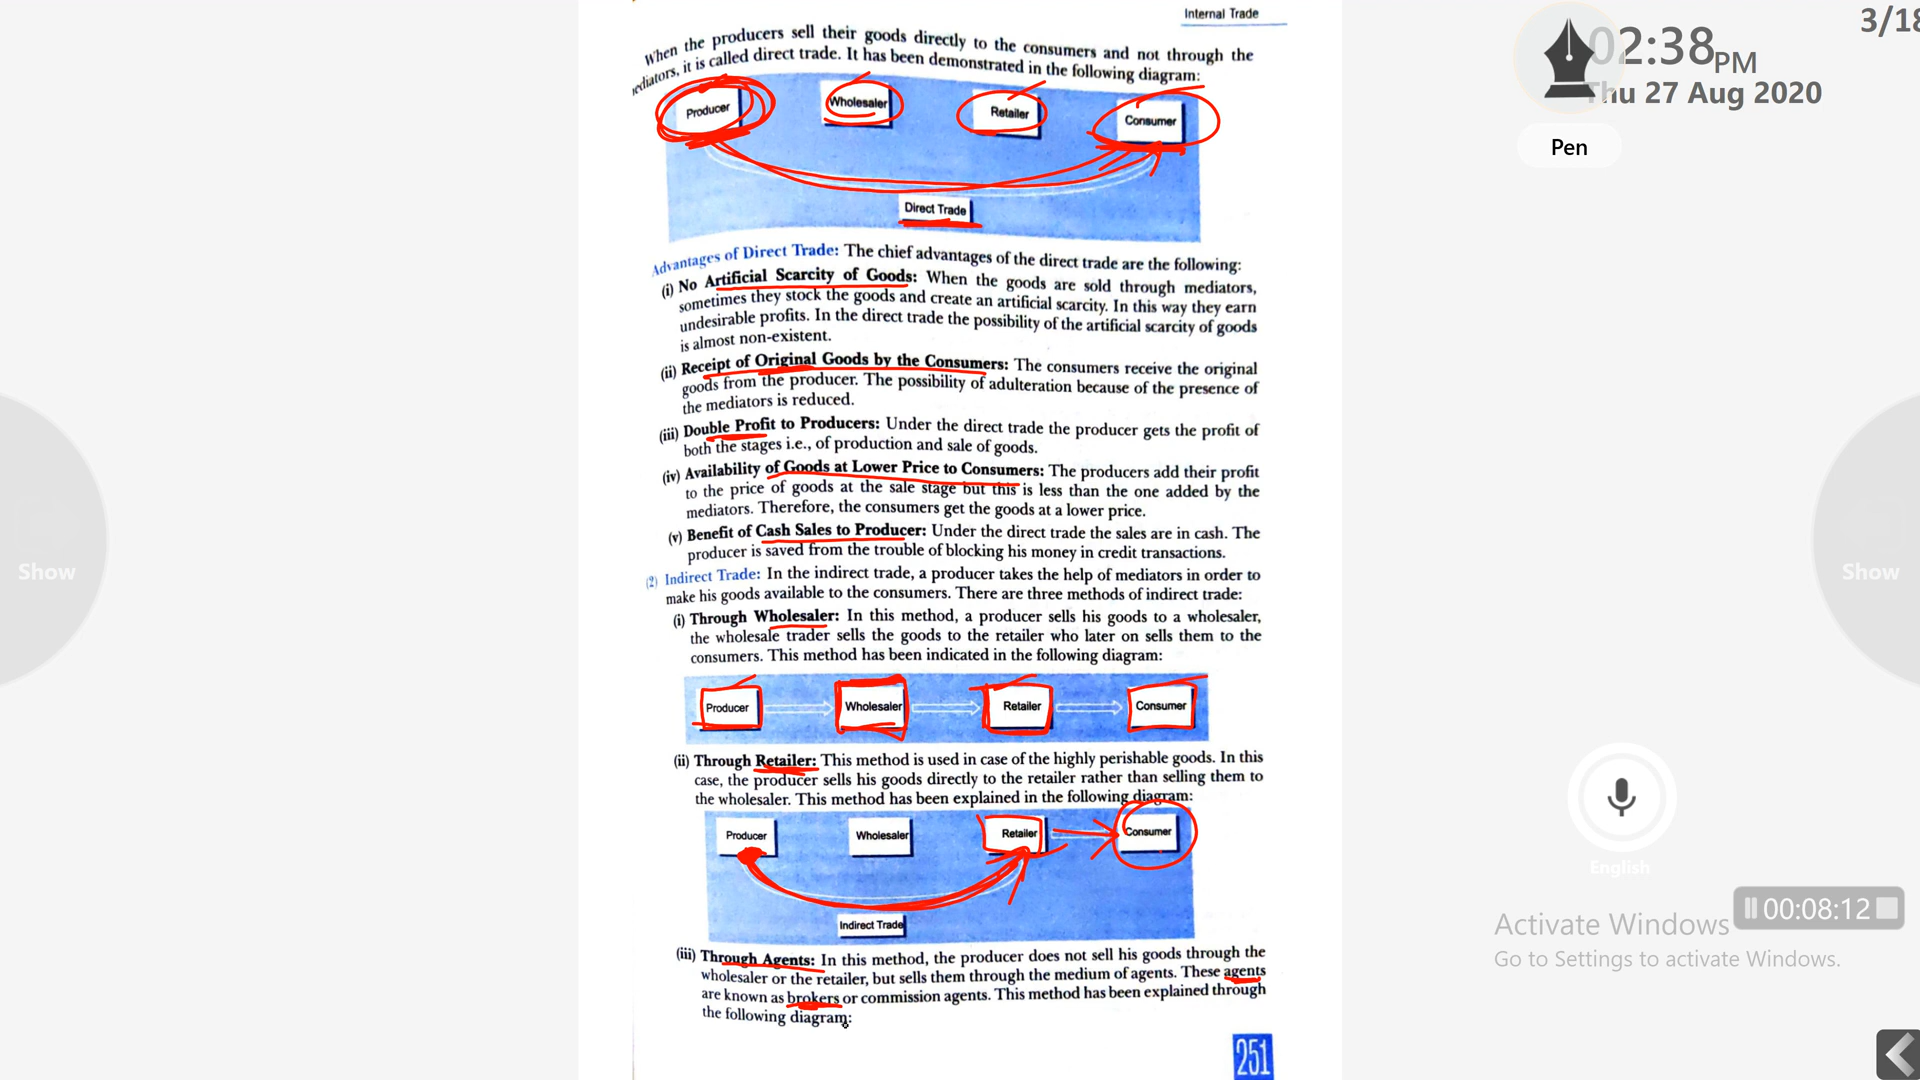 Internal Trade
When the producers sell their goods directly to the consumers and not through the
mediators, it is called direct trade. It has been demonstrated in the following diagram:
Producer
Wholesaler
Retailer
Consumer
Direct Trade
Advantages of Direct Trade: The chief advantages of the direct trade are the following:
(i) No Artificial Scarcity of Goods: When the goods are sold through mediators,
sometimes they stock the goods and create an artificial scarcity. In this way they earn
undesirable profits. In the direct trade the possibility of the artificial scarcity of goods
is almost non-existent.
(ii) Receipt of Original Goods by the Consumers: The consumers receive the original
goods from the producer. The possibility of adulteration because of the presence of
the mediators is reduced.
(iii) Double Profit to Producers: Under the direct trade the producer gets the profit of
both the stages i.e., of production and sale of goods.
(iv) Availability of Goods at Lower Price to Consumers: The producers add their profit
to the price of goods at the sale stage but this is less than the one added by the
mediators. Therefore, the consumers get the goods at a lower price.
(v) Benefit of Cash Sales to Producer: Under the direct trade the sales are in cash. The
producer is saved from the trouble of blocking his money in credit transactions.
(2) Indirect Trade: In the indirect trade, a producer takes the help of mediators in order to
make his goods available to the consumers. There are three methods of indirect trade:
(i) Through Wholesaler: In this method, a producer sells his goods to a wholesaler,
the wholesale trader sells the goods to the retailer who later on sells them to the
consumers. This method has been indicated in the following diagram:
Producer
Wholesaler
Retailer
Consumer
(ii) Through Retailer: This method is used in case of the highly perishable goods. In this
case, the producer sells his goods directly to the retailer rather than selling them to
the wholesaler. This method has been explained in the following diagram:
Producer
Wholesaler
Retailer
Consumer
Indirect Trade
(iii) Through Agents: In this method, the producer does not sell his goods through the
wholesaler or the retailer, but sells them through the medium of agents. These agents
are known as brokers or commission agents. This method has been explained through
the following diagram:
251
3/18
02:38PM
Thu 27 Aug 2020
Pen
Show
Show
English
00:08:12
Activate Windows
Go to Settings to activate Windows.